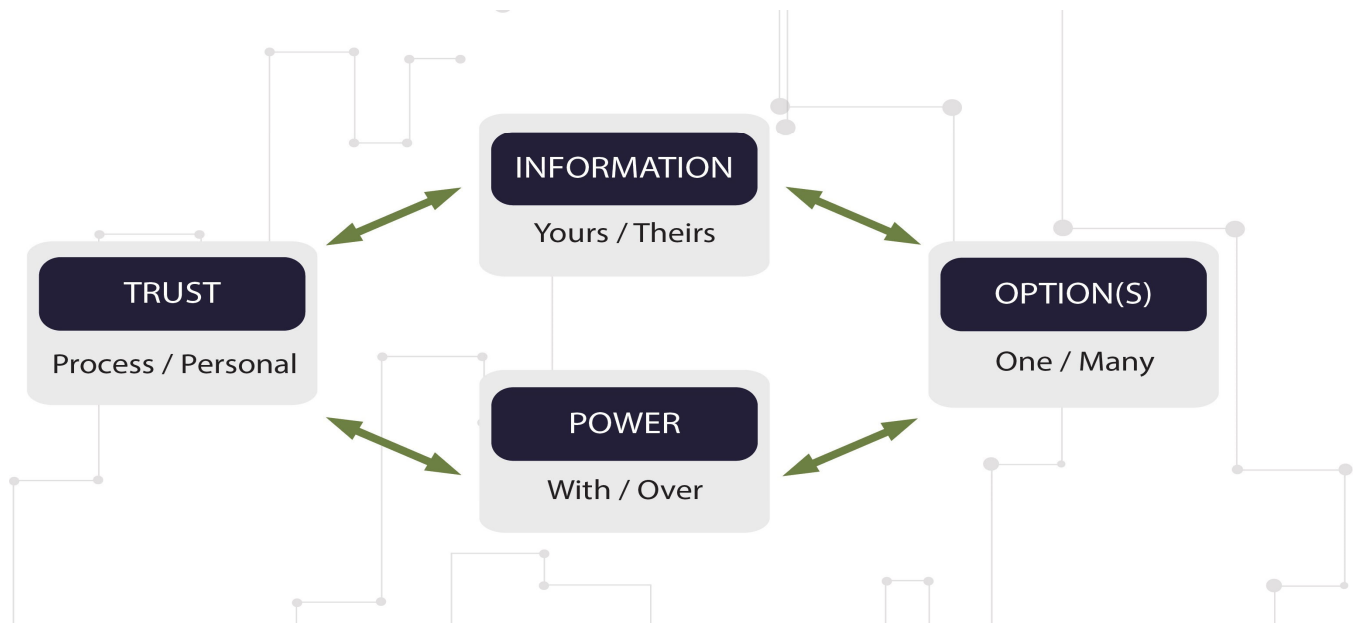 INFORMATION
Yours / Theirs
TRUST
Process / Personal
OPTION(S)
One / Many
POWER
With / Over